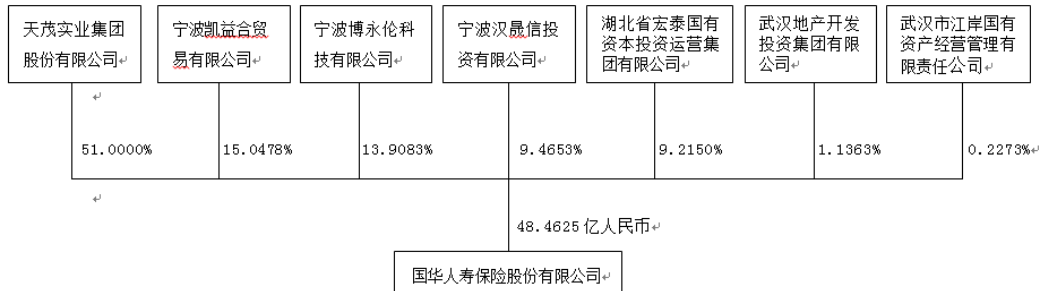 天茂实业集团
股份有限公司
宁波凯益合贸
易有限公司
宁波博永伦科
技有限公司
宁波汉晟信投
资有限公司
湖北省宏泰国有
资本投资运营集
团有限公司
武汉地产开发
投资集团有限
公司
武汉市江岸国有
资产经营管理有
限责任公司
51.0000%
15.0478%
13.9083%
9.4653%
9.2150%
1.1363%
0.2273%
48.4625 亿人民币
国华人寿保险股份有限公司